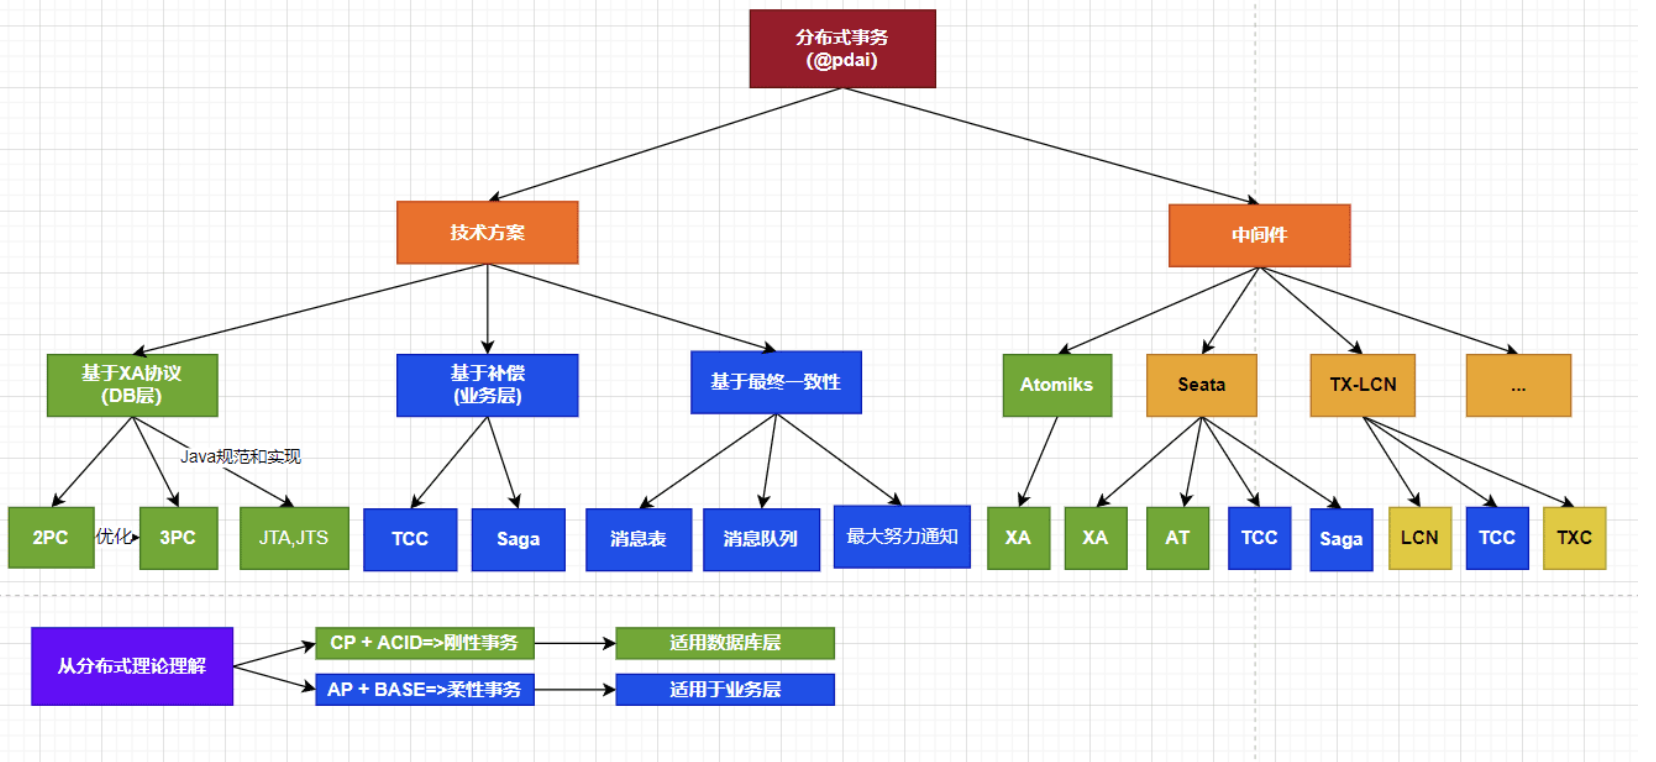 分布式事务
(@pdai)
技术方案
中间件
基于XA协议
(DB层)
基于补偿
(业务层)
基于最终一致性
Atomiks
Seata
TX-LCN
...
Java规范和实现
2PC
优化
3PC
JTA,JTS
TCC
Saga
消息表
消息队列
最大努力通知
XA
XA
AT
TCC
Saga
LCN
TCC
TXC
从分布式理论理解
CP + ACID=>刚性事务
适用数据库层
AP + BASE=>柔性事务
适用于业务层